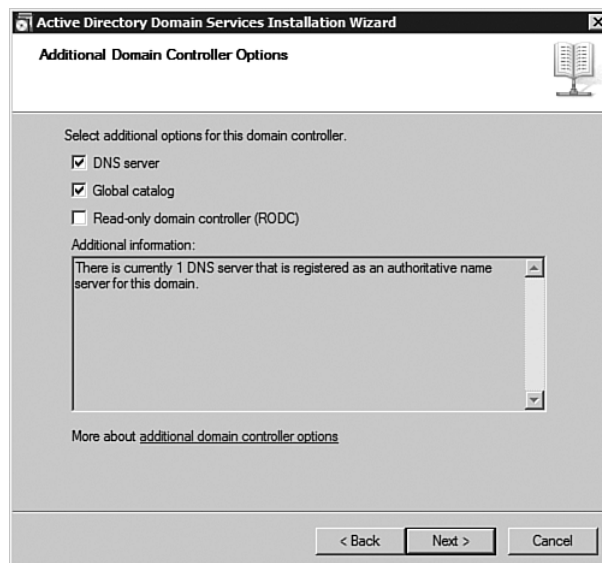 Active Directory Domain Services Installation Wizard
Additional Domain Controller Options
Select additional options for this domain controller.
DNS server
Global catalog
Read-only domain controller (RODC)
Additional information:
There is currently 1 DNS server that is registered as an authoritative name
server for this domain.
More about additional domain controller options
< Back
Next >
Cancel